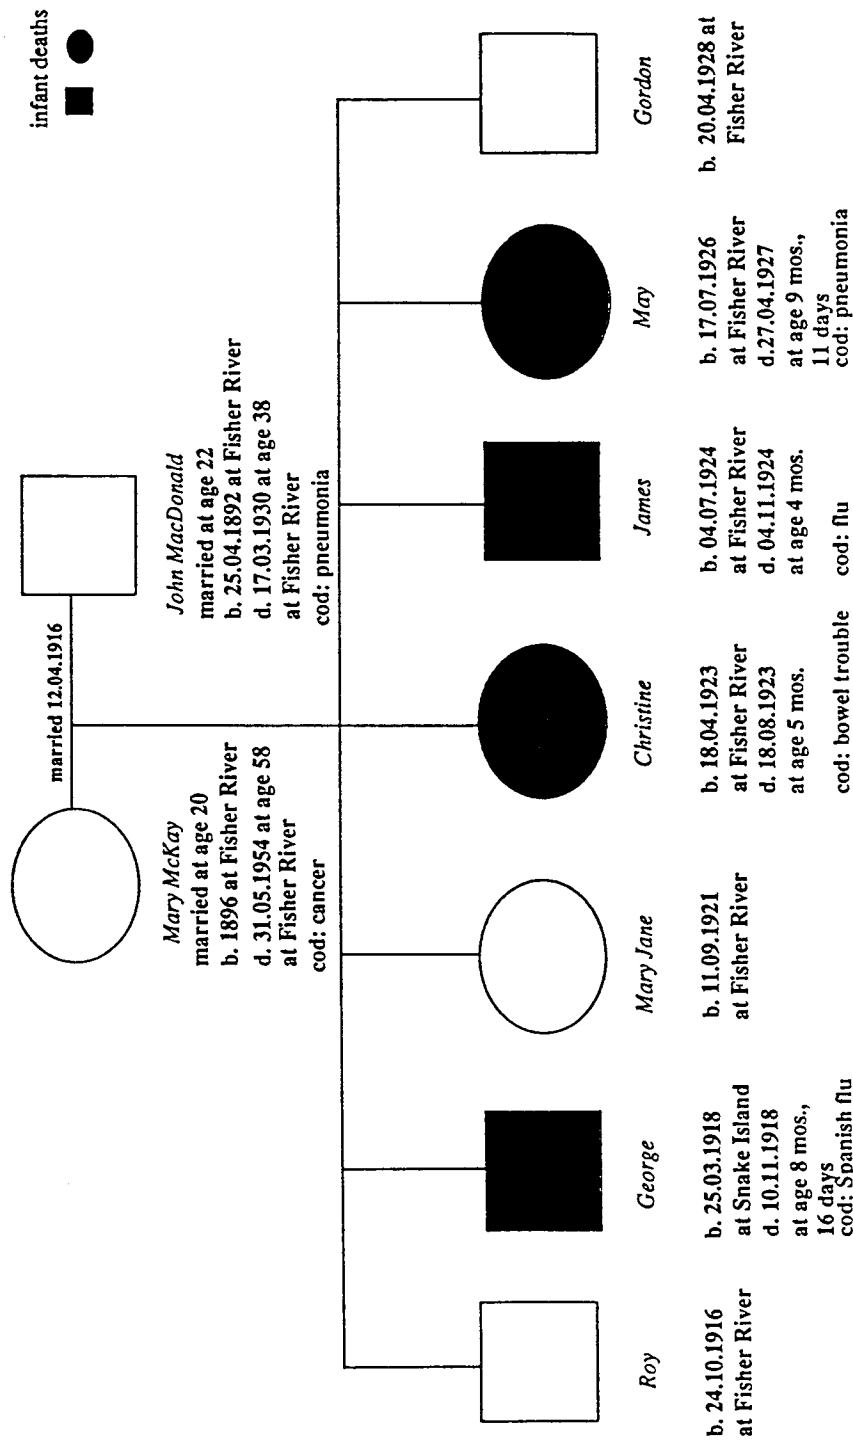 infant deaths
married 12.04.1916
Mary McKay
married at age 20
b. 1896 at Fisher River
d. 31.05.1954 at age 58
at Fisher River
cod: cancer
John MacDonald
married at age 22
b. 25.04.1892 at Fisher River
d. 17.03.1930 at age 38
at Fisher River
cod: pneumonia
Roy
b. 24.10.1916
at Fisher River
George
b. 25.03.1918
at Snake Island
d. 10.11.1918
at age 8 mos.,
16 days
cod: Spanish flu
Mary Jane
b. 11.09.1921
at Fisher River
Christine
b. 18.04.1923
at Fisher River
d. 18.08.1923
at age 5 mos.
cod: bowel trouble
James
b. 04.07.1924
at Fisher River
d. 04.11.1924
at age 4 mos.
cod: flu
May
b. 17.07.1926
at Fisher River
d.27.04.1927
at age 9 mos.,
11 days
cod: pneumonia
Gordon
b. 20.04.1928 at
Fisher River